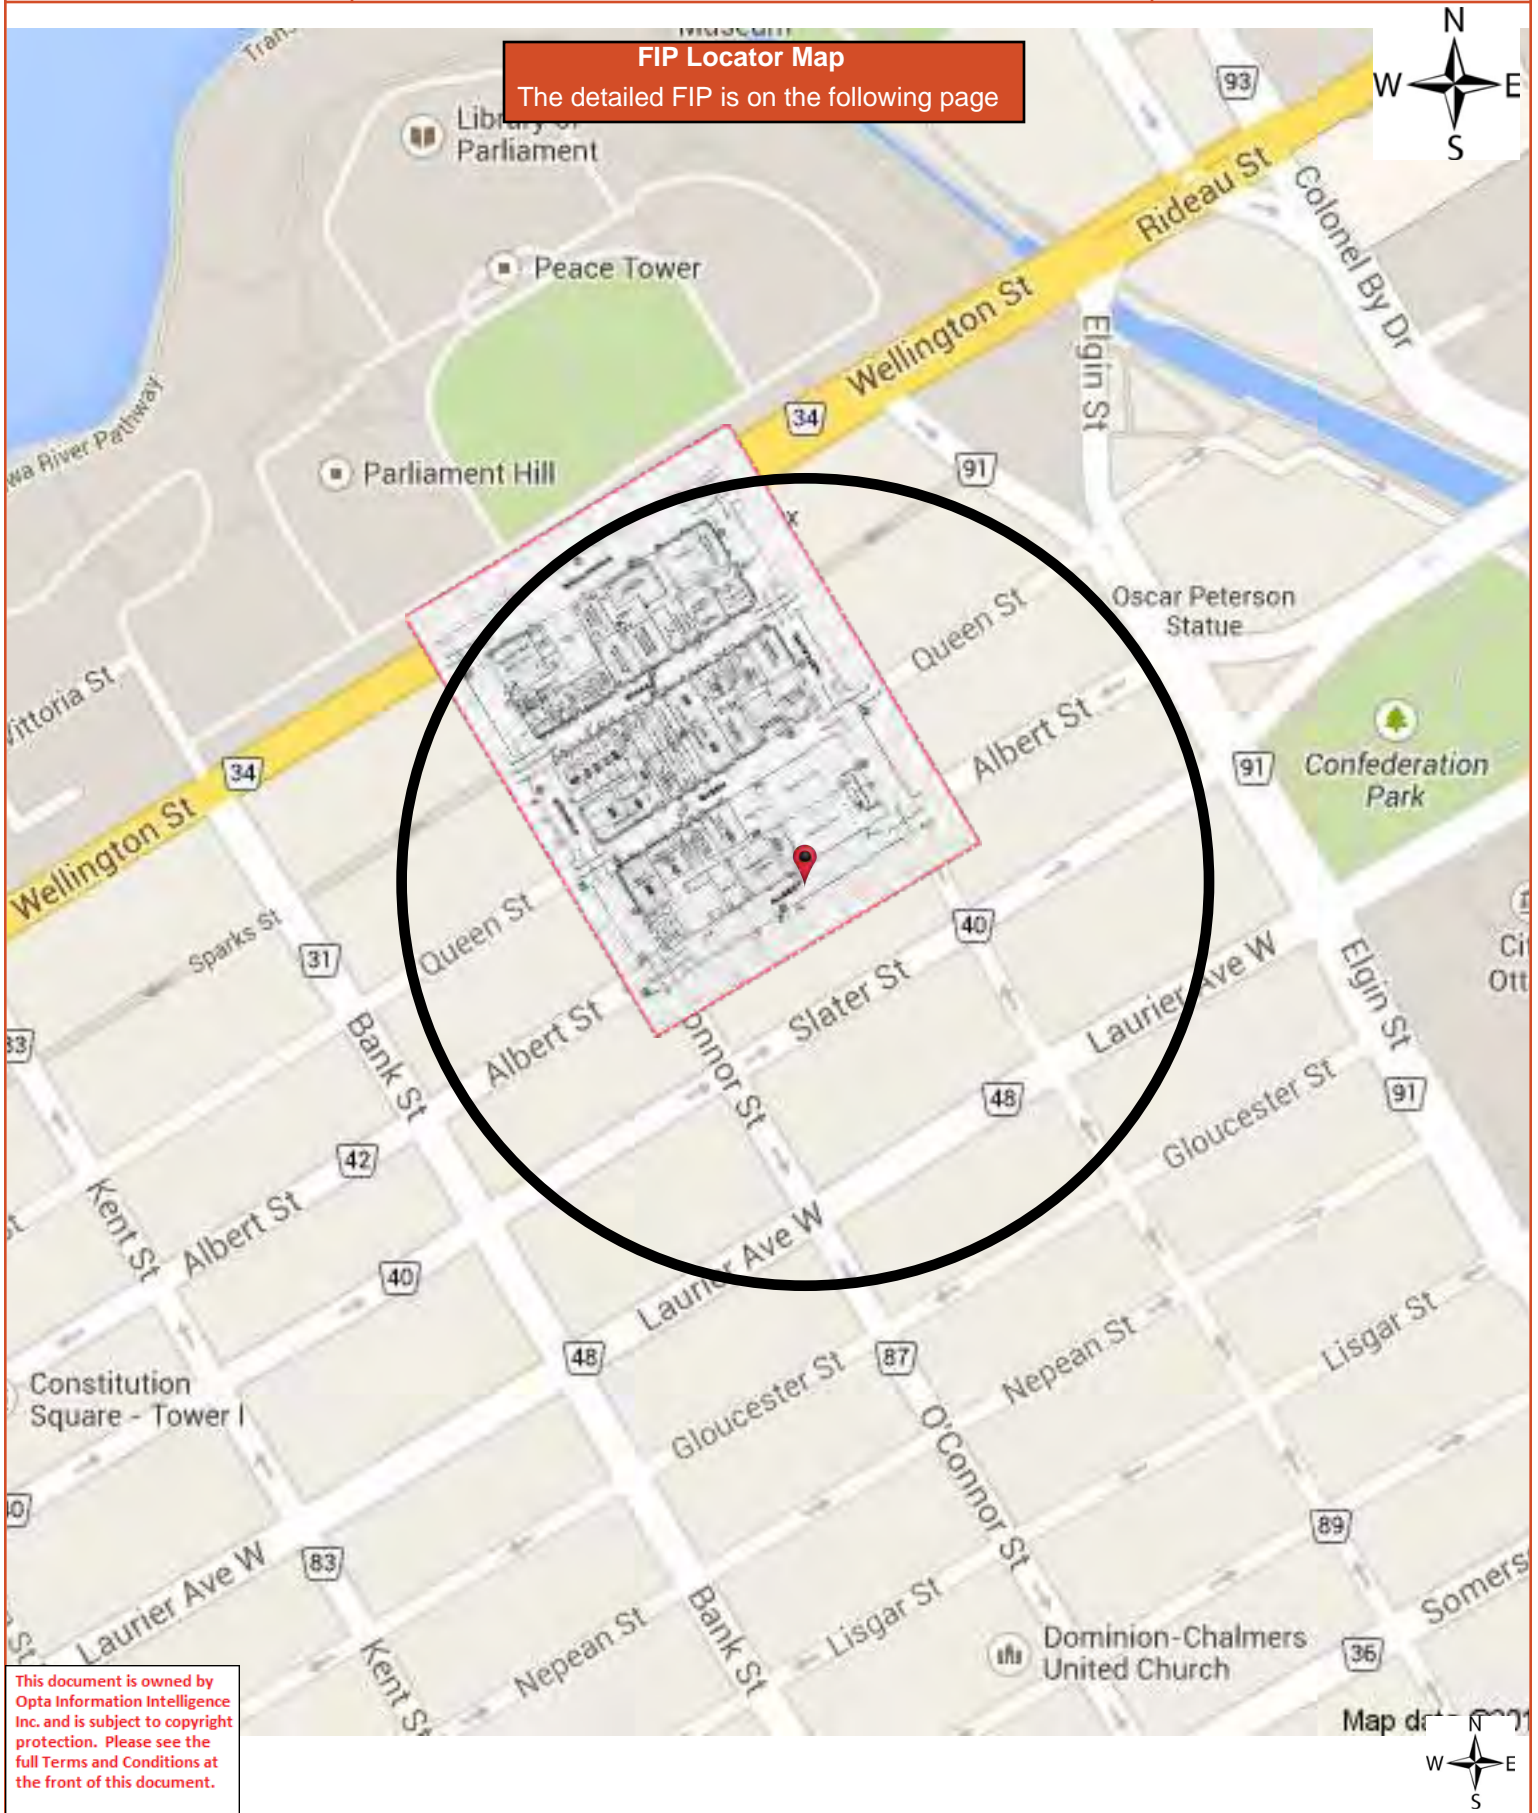 Museum
FIP Locator Map
The detailed FIP is on the following page
N
W
E
S
93
Library of
Parliament
Rideau St
Colonel By Dr
Peace Tower
Wellington St
Elgin St
34
91
Parliament Hill
X
Queen St
Oscar Peterson
Statue
Albert St
Confederation
Park
91
34
Wellington St
Sparks St
31
Queen St
40
Slater St
Laurier Ave W
Elgin St
Albert St
Bank St
48
Gloucester St
91
42
Kent St
Albert St
40
Laurier Ave W
48
87
Gloucester St
Nepean St
Lisgar St
Constitution
Square - Tower I
O'Connor St
83
89
Laurier Ave W
Nepean St
Bank St
Lisgar St
Kent St
Dominion-Chalmers
United Church
36
Map
This document is owned by
Opta Information Intelligence
Inc. and is subject to copyright
protection. Please see the
full Terms and Conditions at
the front of this document.
N
W
E
S